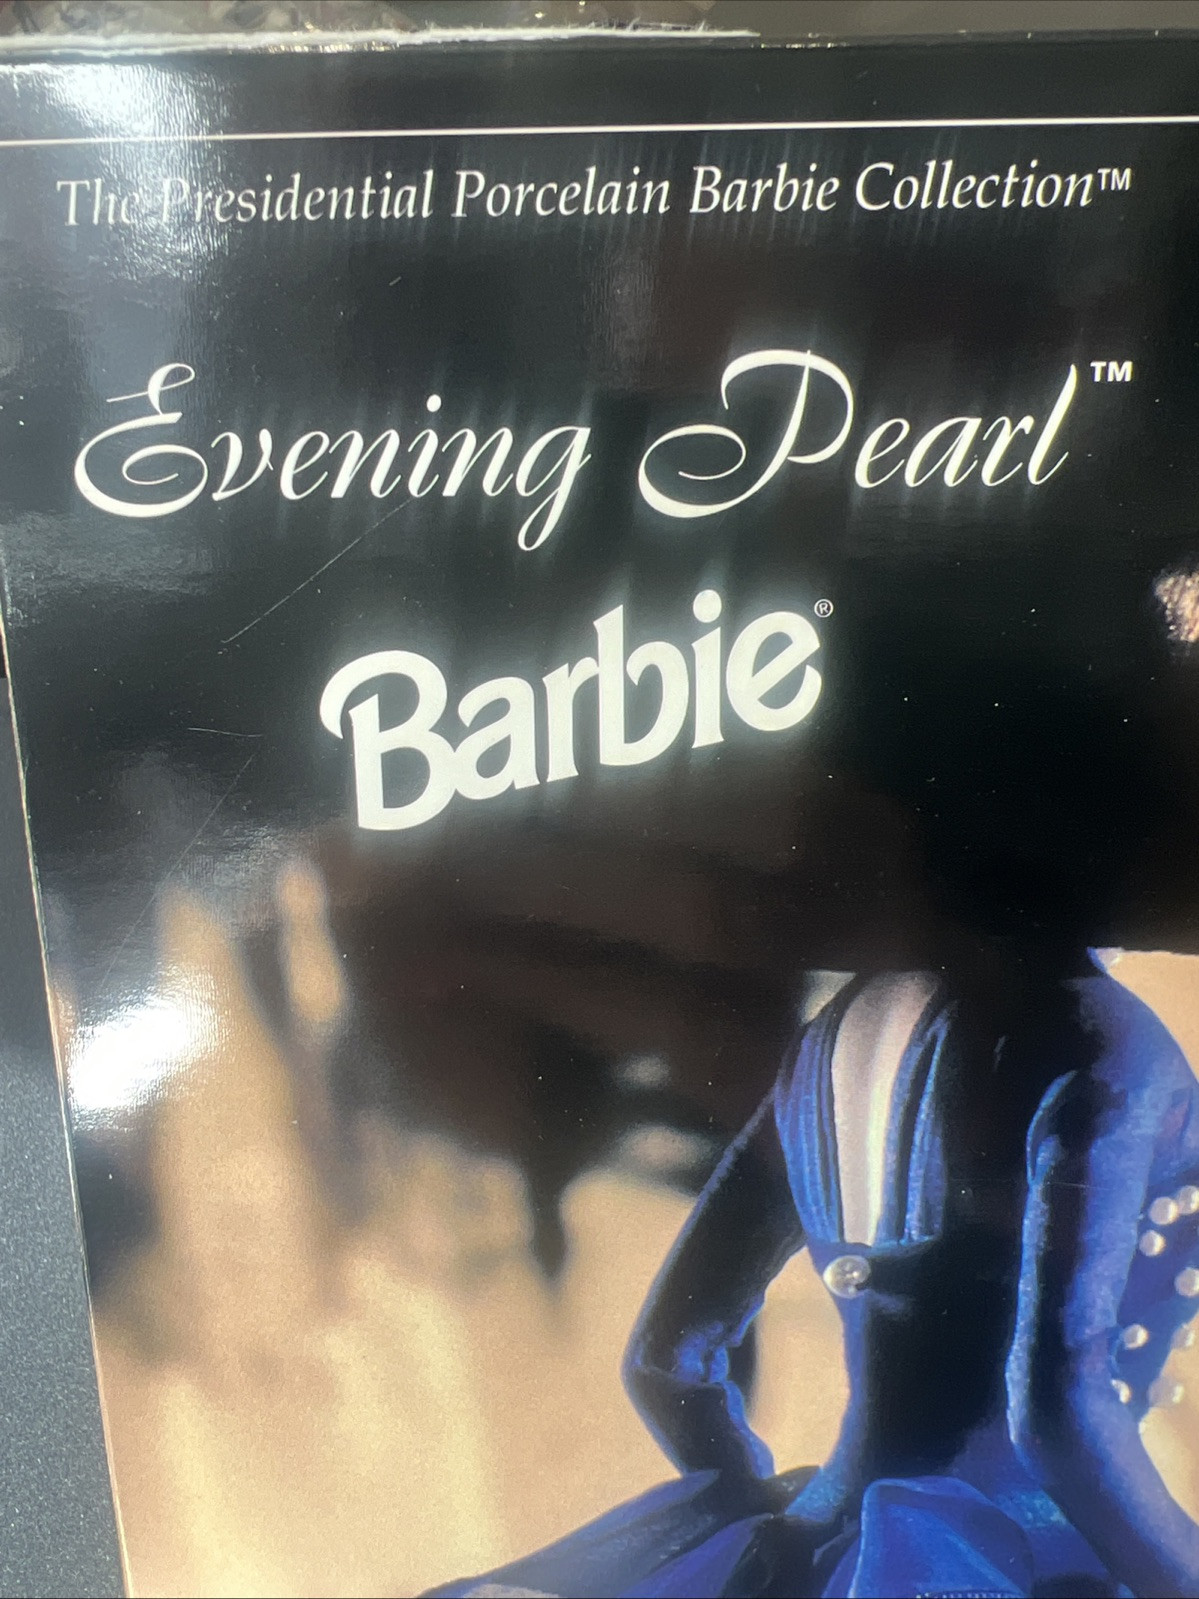 The Presidential Porcelain Barbie Collection™
Evening Pearl™
Barbie®